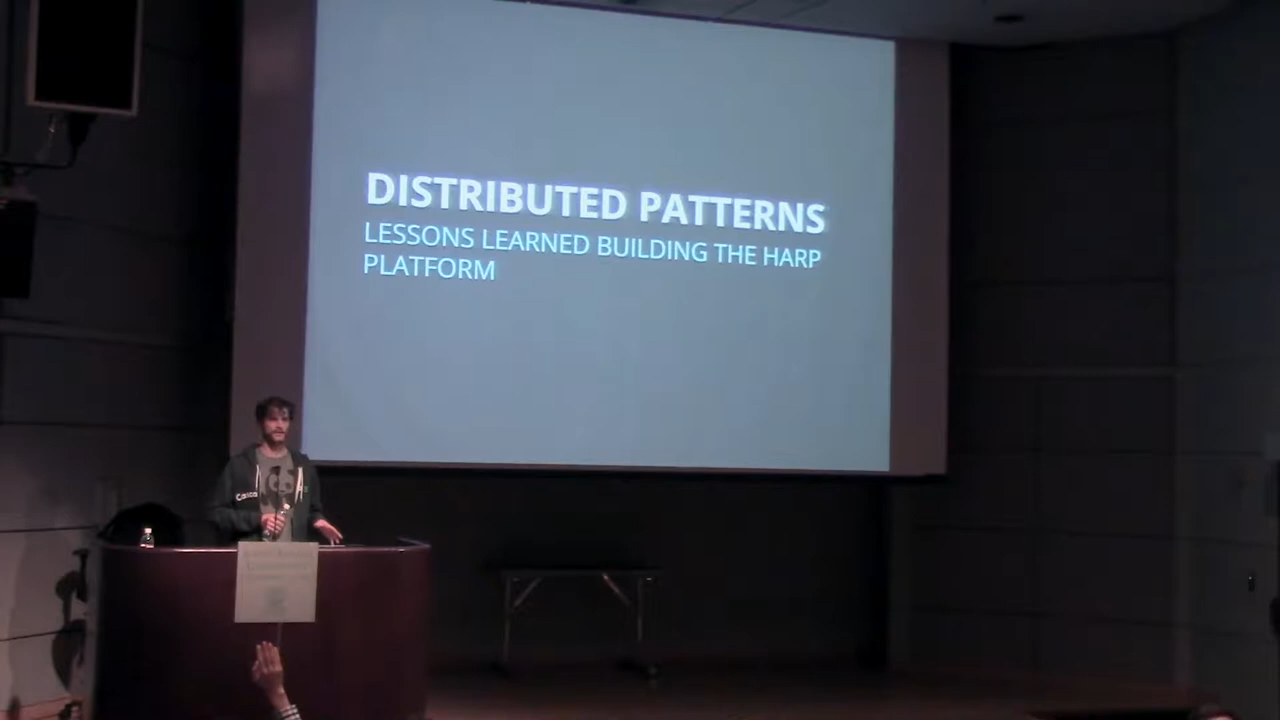 DISTRIBUTED PATTERNS
LESSONS LEARNED BUILDING THE HARP
PLATFORM